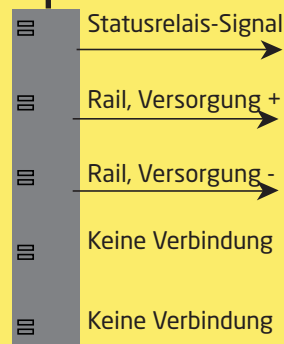 Statusrelais-Signal
Rail, Versorgung +
Rail, Versorgung -
Keine Verbindung
Keine Verbindung